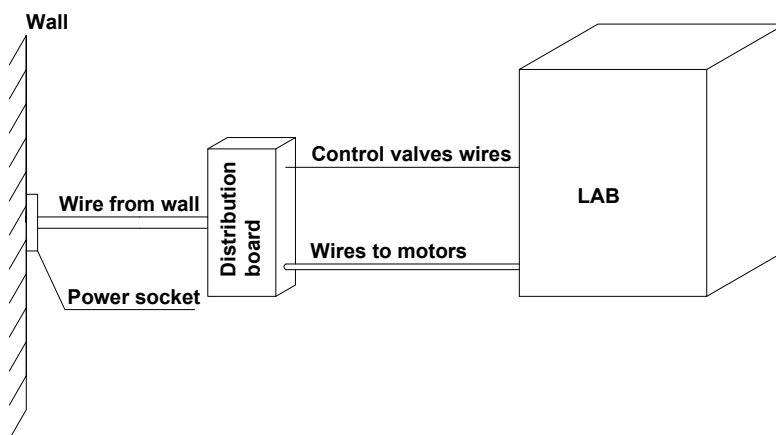 Wall
Control valves wires
LAB
Wire from wall
Distribution
board
Wires to motors
Power socket